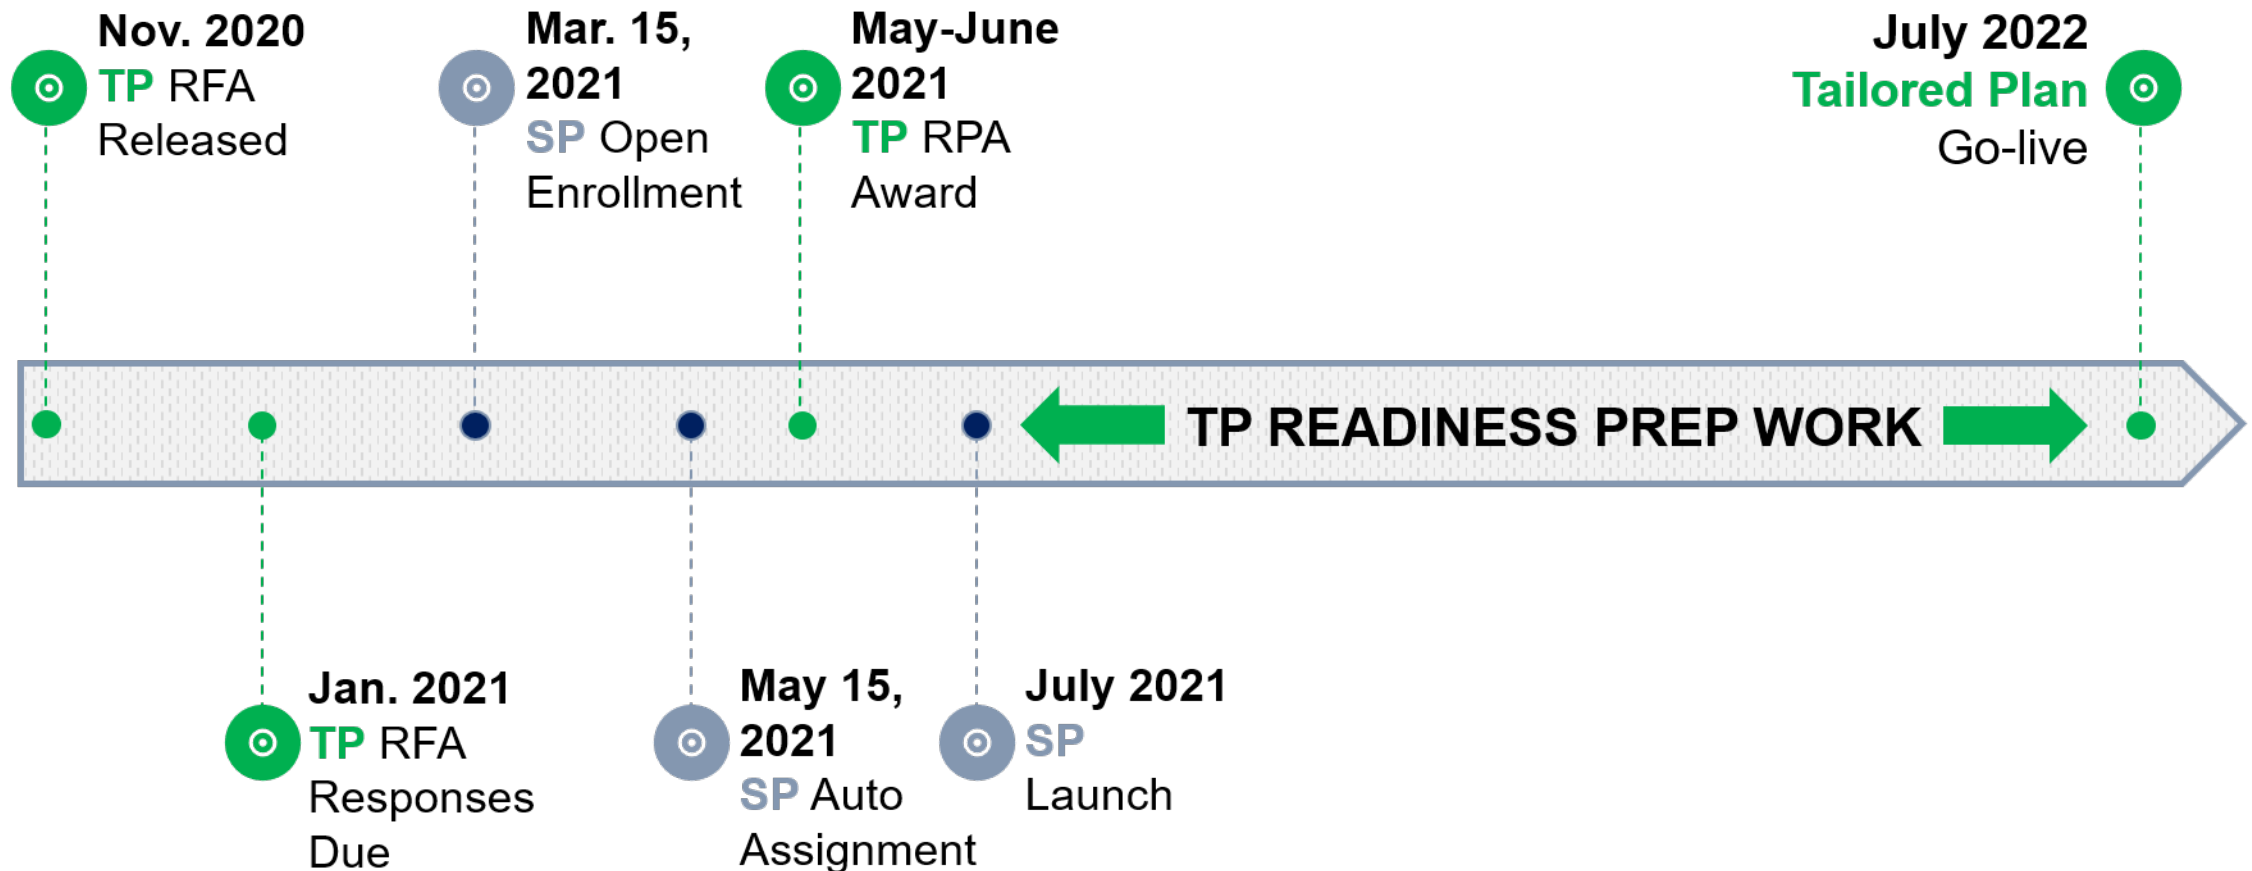 Nov. 2020
TP RFA
Released
Mar. 15,
2021
SP Open
Enrollment
May-June
2021
TP RPA
Award
July 2022
Tailored Plan
Go-live
TP READINESS PREP WORK
Jan. 2021
TP RFA
Responses
Due
May 15,
2021
SP Auto
Assignment
July 2021
SP
Launch